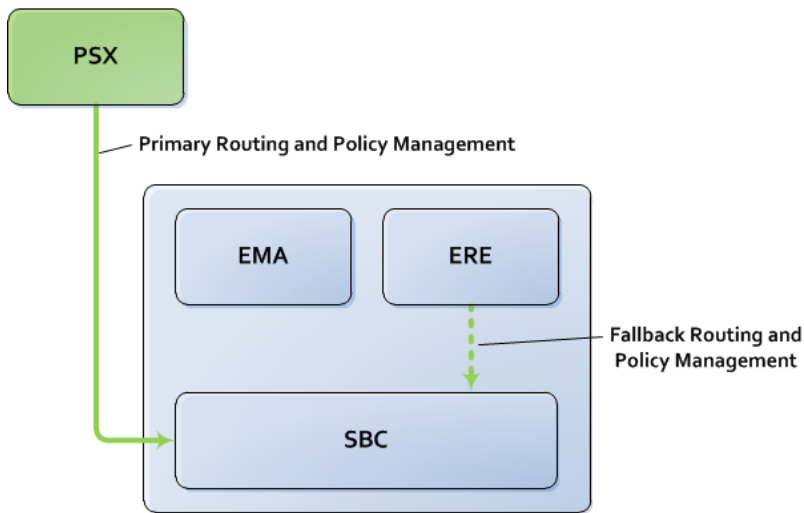 PSX
Primary Routing and Policy Management
EMA
ERE
Fallback Routing and
Policy Management
SBC